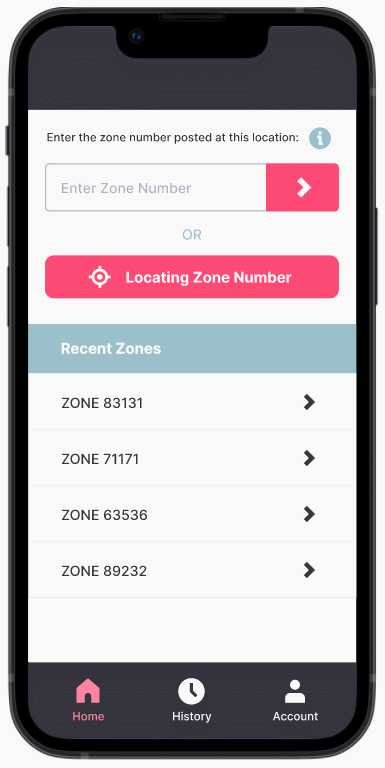 Enter the zone number posted at this location:
Enter Zone Number
OR
Locating Zone Number
Recent Zones
ZONE 83131
ZONE 71171
ZONE 63536
ZONE 89232
Home
History
Account